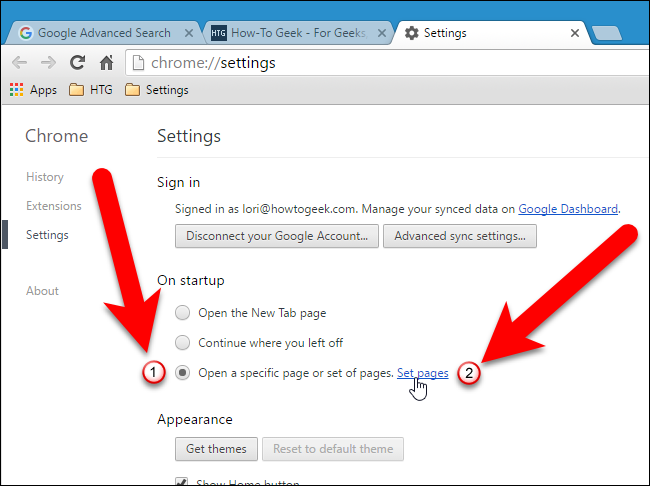 Google Advanced Search
HTG How-To Geek - For Geeks,
Settings
chrome://settings
Apps HTG Settings
Chrome
History
Extensions
Settings
About
Settings
Sign in
Signed in as lori@howtogeek.com. Manage your synced data on Google Dashboard.
Disconnect your Google Account... Advanced sync settings...
On startup
Open the New Tab page
Continue where you left off
1 Open a specific page or set of pages. Set pages 2
Appearance
Get themes Reset to default theme
Show Home button